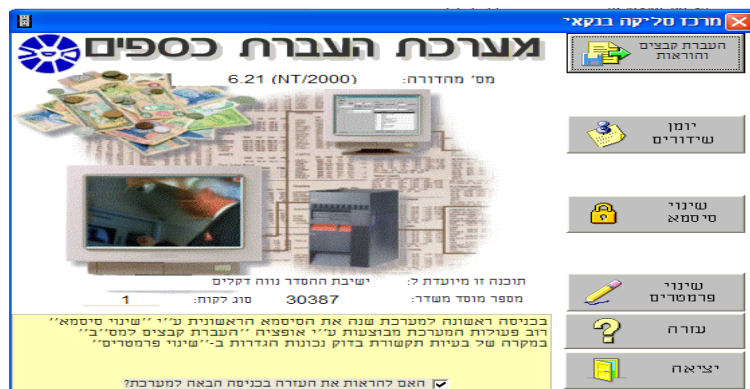 מרכז סליקה בנקאי
מערכת העברת כספים
מס' מהדורה: 6.21 (NT/2000)
העברת קבצים
והוראות
יומן
שידורים
שינוי
סיסמא
שינוי
פרמטרים
עזרה
יציאה
תוכנה זו מיועדת ל: ישיבת ההסדר נווה דקלים
מספר מוסד משדר: 30387 סוג לקוח: 1
בכניסה ראשונה למערכת שנה את הסיסמא הראשונית ע''י ''שינוי סיסמא''
רוב פעולות המערכת מבוצעות ע''י אופציה ''העברת קבצים למס''ב''
במקרה של בעיות תקשורת בדוק נכונות הגדרות ב-''שינוי פרמטרים''
האם להראות את העזרה בכניסה הבאה למערכת?